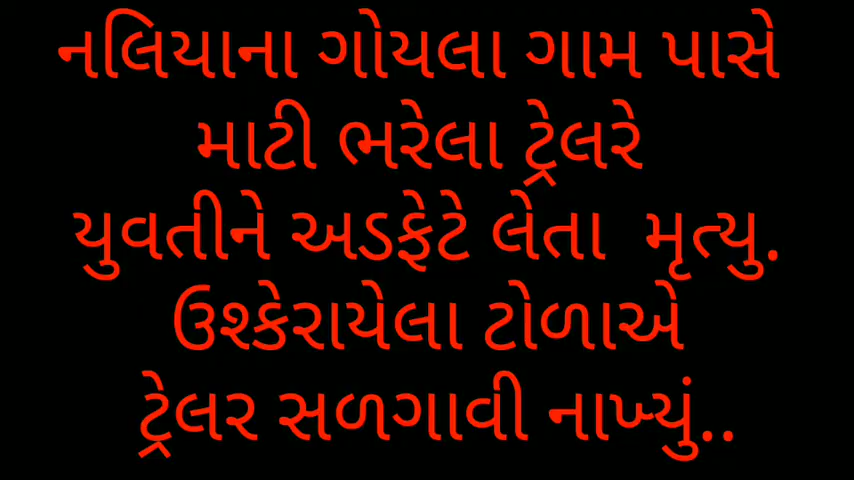 નલિયાના ગોયલા ગામ પાસે
માટી ભરેલા ટ્રેલરે
યુવતીને અડફેટે લેતા મૃત્યુ.
ઉશ્કેરાયેલા ટોળાએ
ટ્રેલર સળગાવી નાખ્યું..